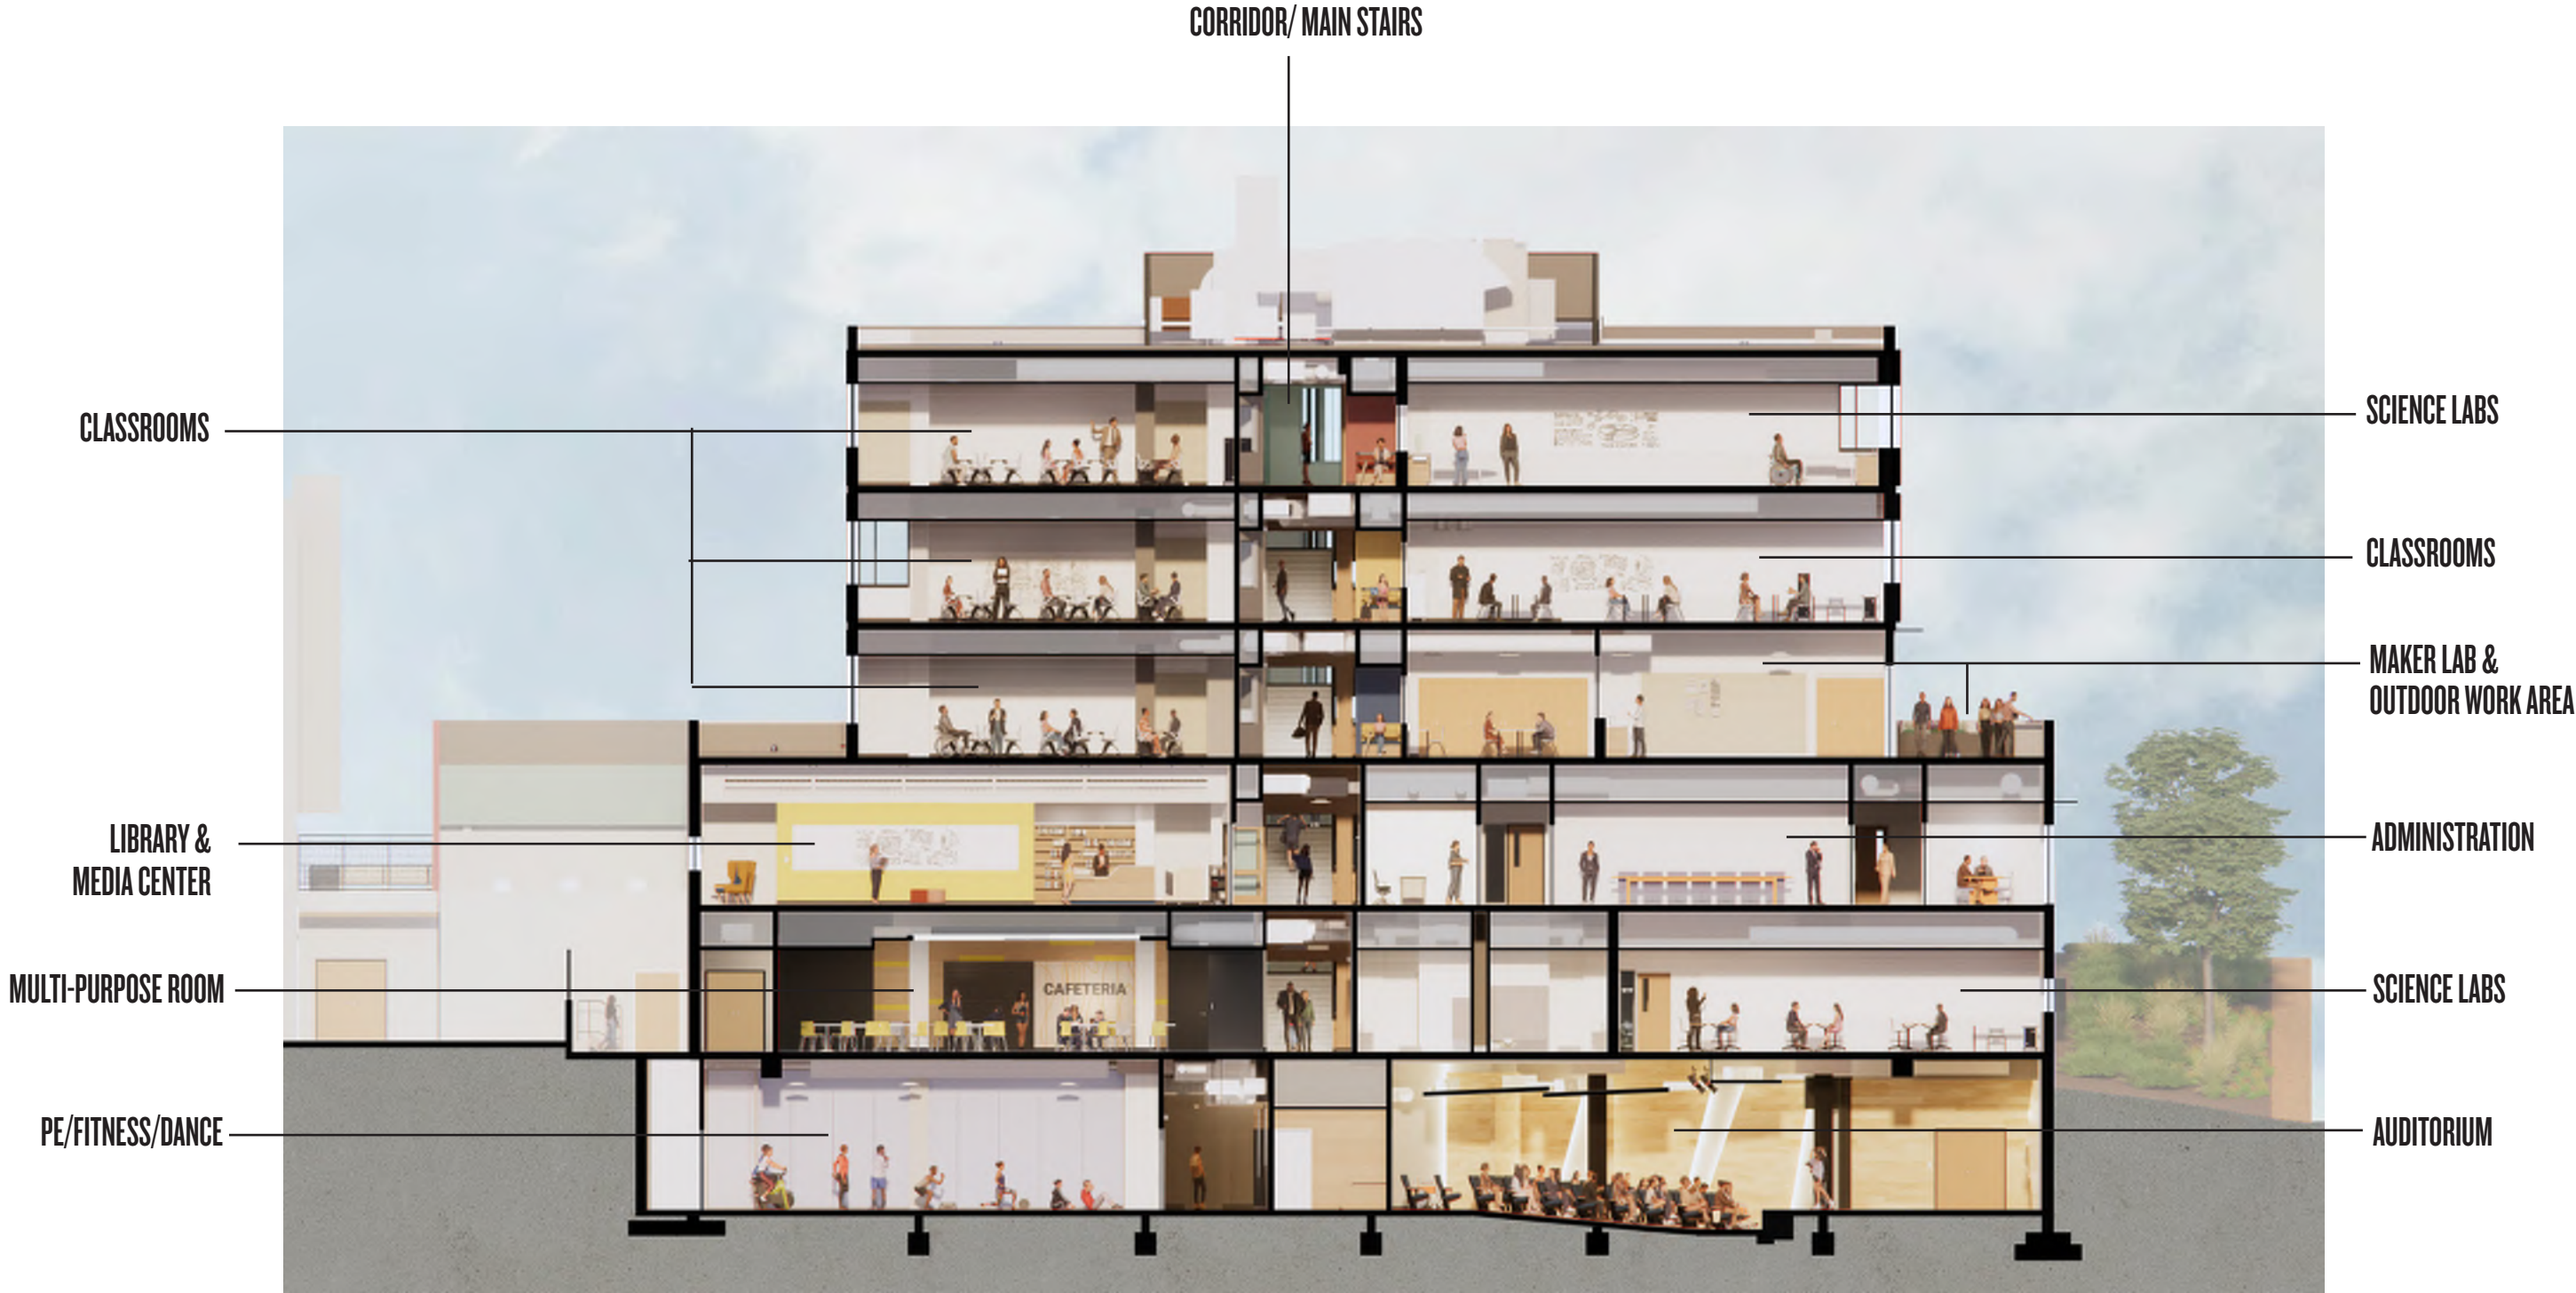 CORRIDOR/ MAIN STAIRS
CLASSROOMS
SCIENCE LABS
CLASSROOMS
MAKER LAB &
OUTDOOR WORK AREA
LIBRARY &
MEDIA CENTER
ADMINISTRATION
MULTI-PURPOSE ROOM
CAFETERIA
SCIENCE LABS
PE/FITNESS/DANCE
AUDITORIUM